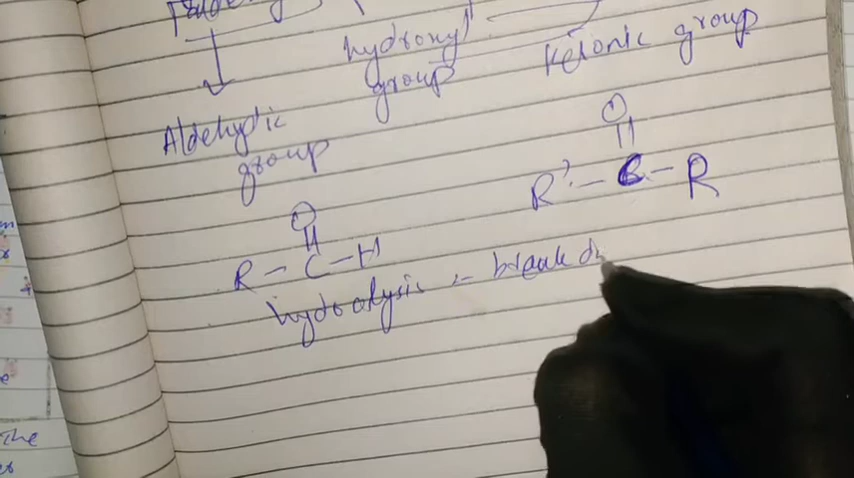 hydroxyl
group
Ketonic group
Aldehydic
group
O
||
R - C - H
O
||
R' - C - R
hydrolysis :- break d